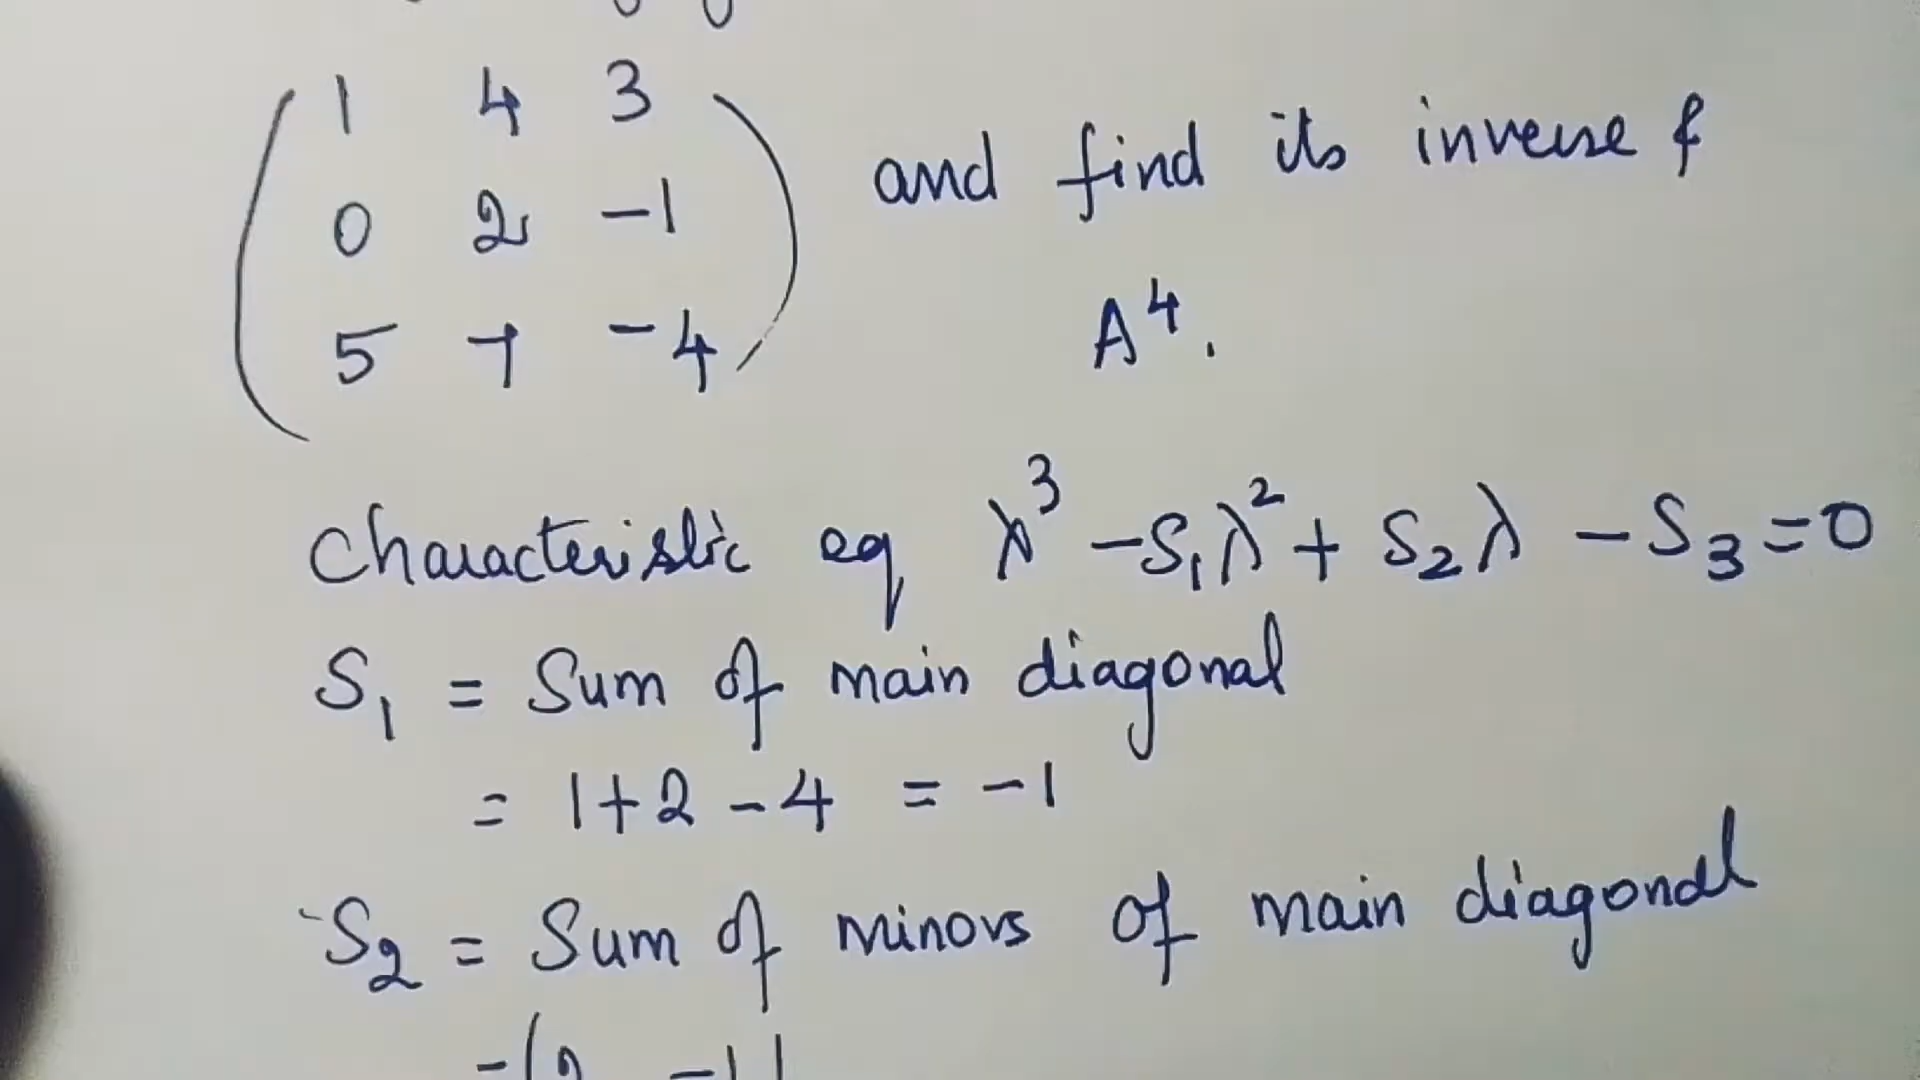 1 4 3
0 2 -1 and find its inverse &
5 -4 A⁴.
Characteristic eq λ³ -S₁λ² + S₂λ - S₃ = 0
S₁ = Sum of main diagonal
= 1+2-4 = -1
S₂ = Sum of minors of main diagonal